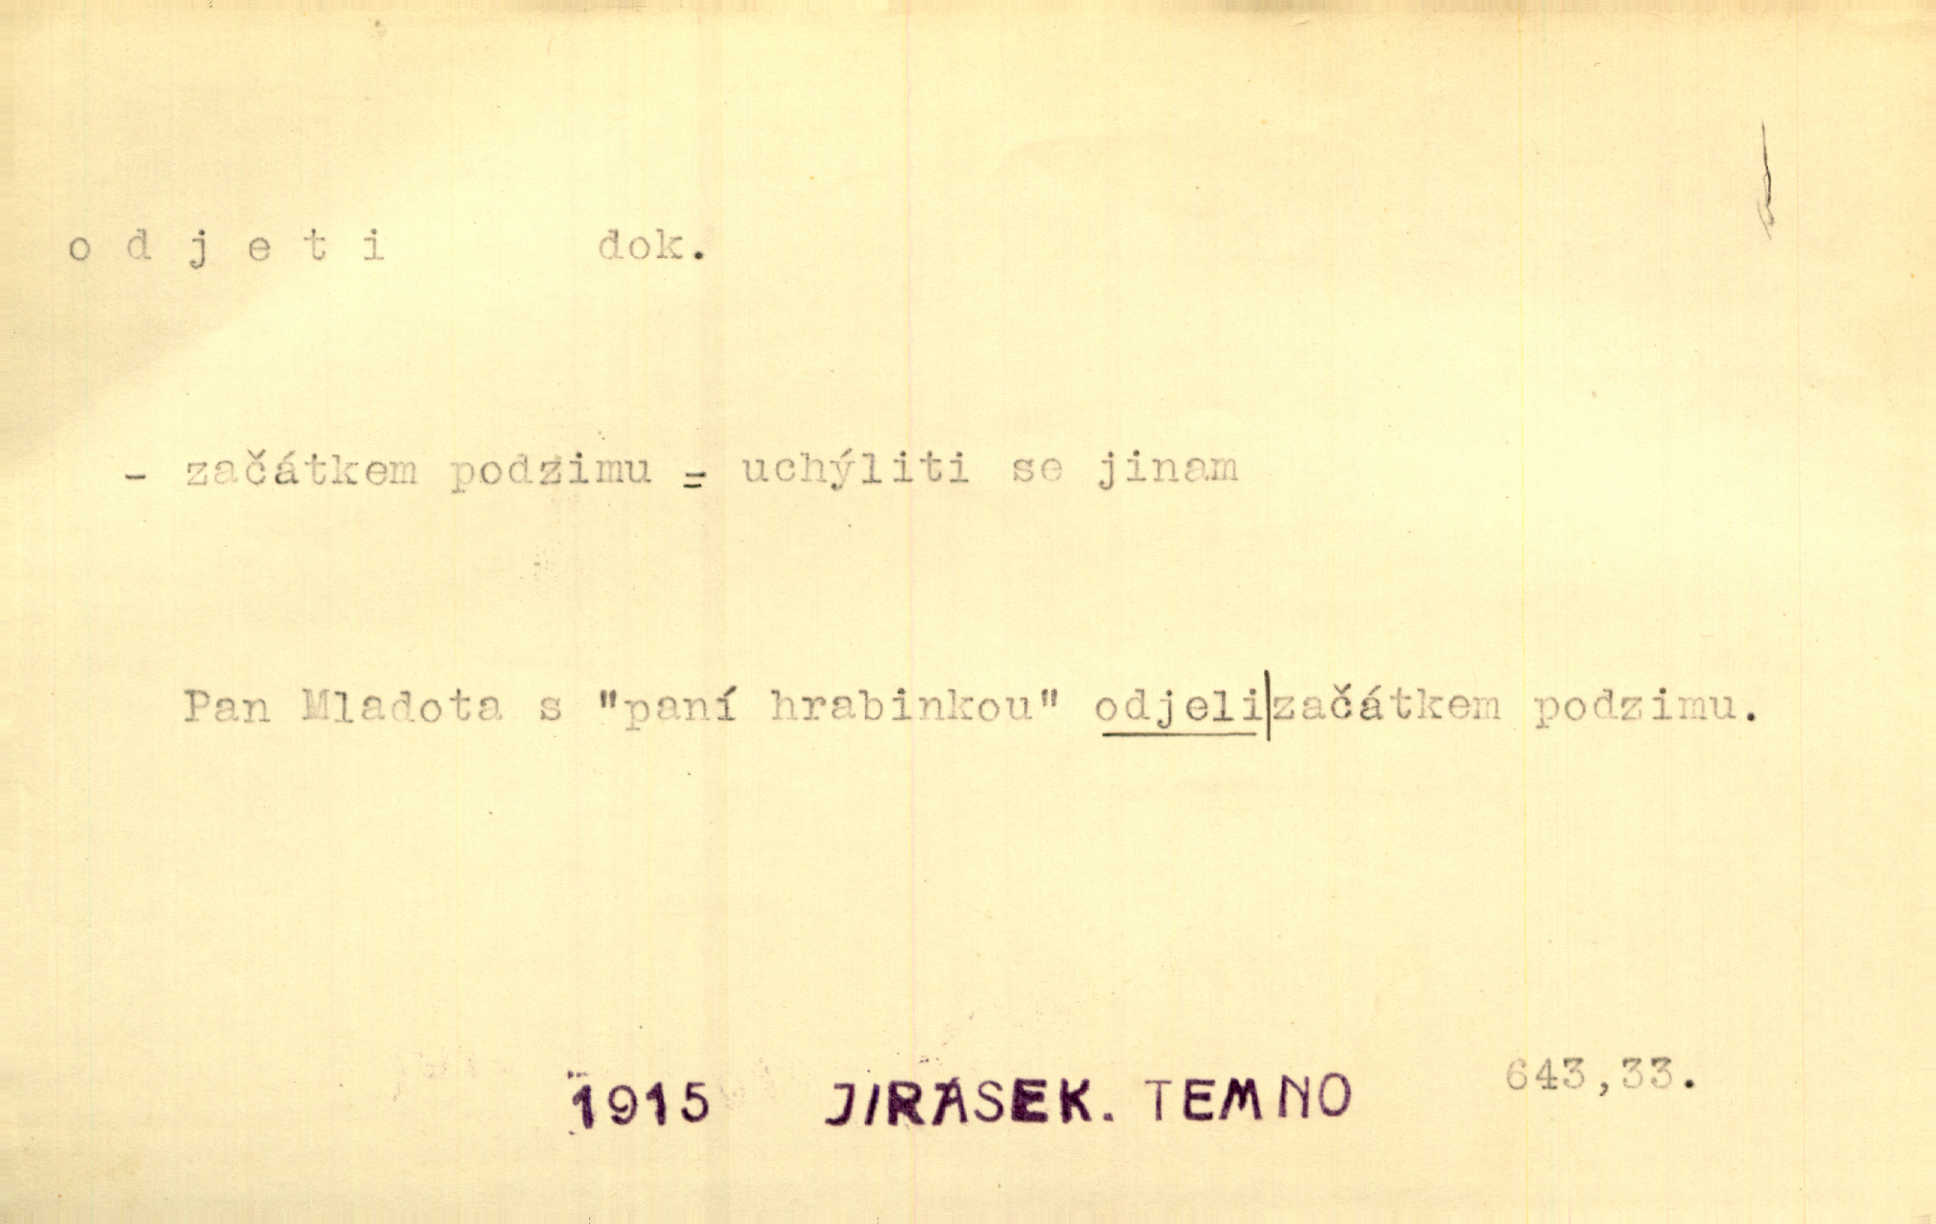 o d j e t i dok.
- začátkem podzimu = uchýliti se jinam
Pan Mladota s "paní hrabinkou" odjeli|začátkem podzimu.
1915 JIRÁSEK. TEMNO 643,33.